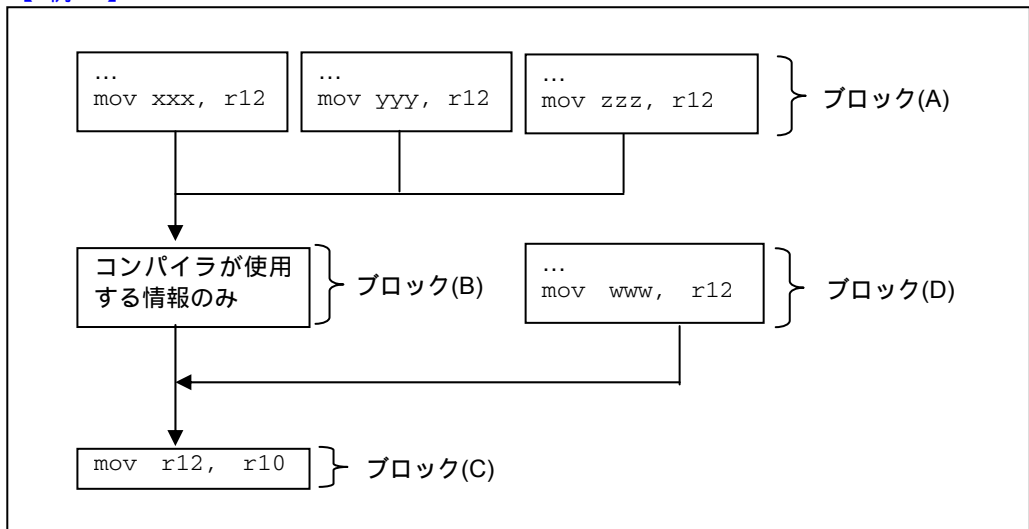 …
mov xxx, r12
…
mov yyy, r12
…
mov zzz, r12
ブロック(A)
コンパイラが使用
する情報のみ
ブロック(B)
…
mov www, r12
ブロック(D)
mov r12, r10
ブロック(C)